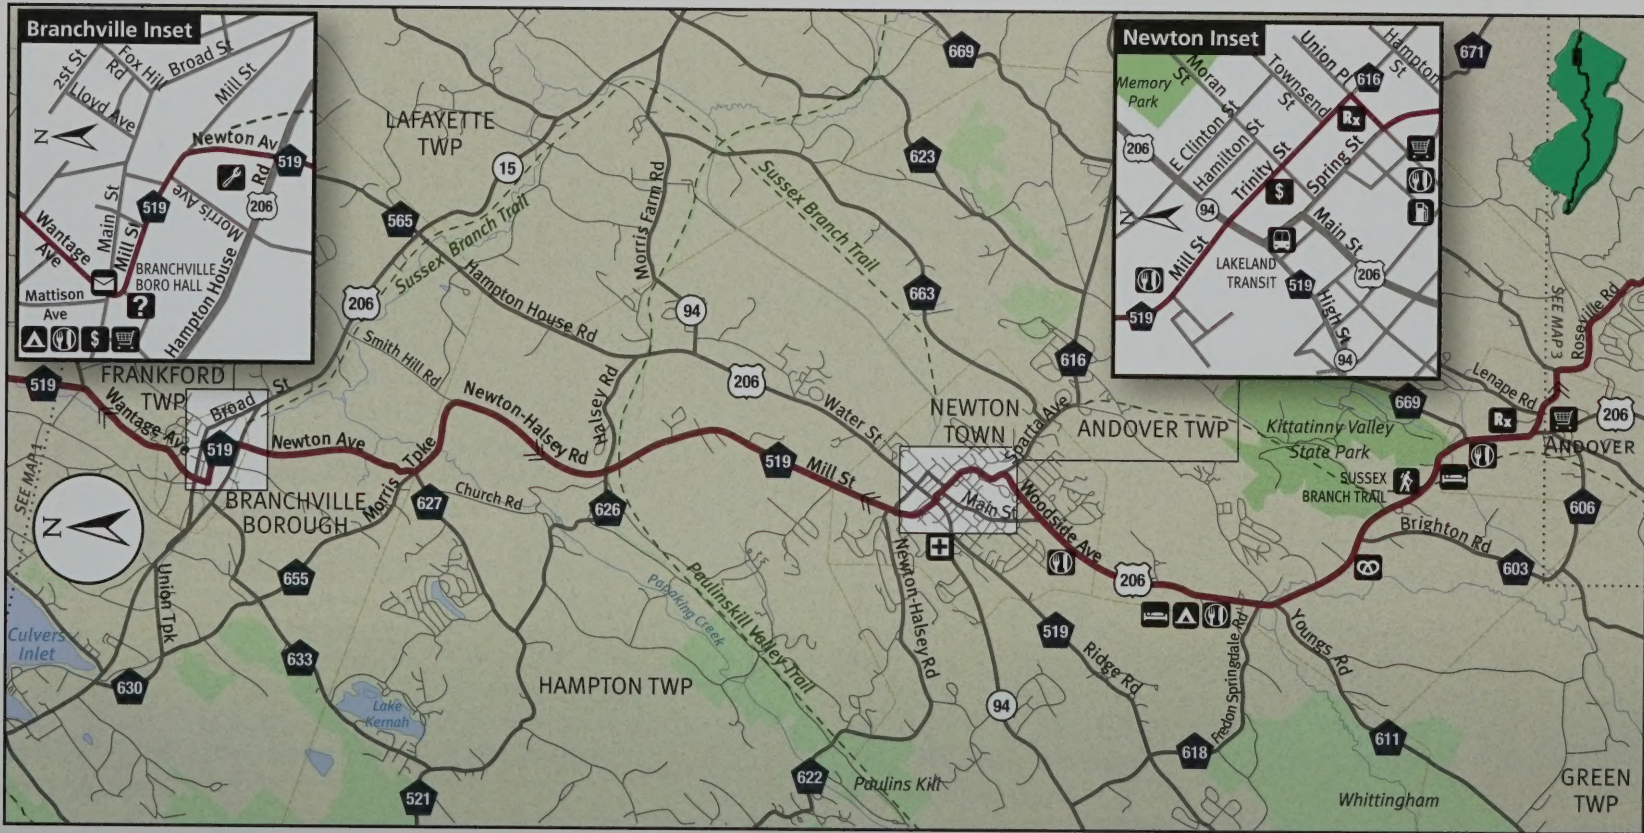 Branchville Inset
2st St
Fox Hill
Rd
Broad St
Lloyd Ave
Mill St
N
Newton Av
519
Rd
206
Main St
519
Morris Ave
Wantage
Ave
Mill St
BRANCHVILLE
BORO HALL
Hampton House
Mattison
Ave
?
$
Newton Inset
Memory
Park
Moran
St
Townsend
St
Union Pl
Hampton
St
616
Rx
206
E Clinton St
Hamilton St
Trinity St
Spring St
$
N
94
Main St
Mill St
LAKELAND
TRANSIT
519
206
519
High St
94
669
671
LAFAYETTE
TWP
15
623
565
Sussex Branch Trail
Morris Farm Rd
Sussex Branch Trail
206
Hampton House Rd
94
663
SEE MAP 3
Roseville Rd
Smith Hill Rd
616
519
FRANKFORD
TWP
Broad St
Wantage Ave
519
Newton Ave
Newton-Halsey Rd
Halsey Rd
206
Water St
NEWTON
TOWN
Sparta Ave
ANDOVER TWP
669
Lenape Rd
Rx
206
Kittatinny Valley
State Park
ANDOVER
SEE MAP 1
519
Mill St
Main St
SUSSEX
BRANCH TRAIL
N
BRANCHVILLE
BOROUGH
Morris Tpke
627
Church Rd
626
Woodside Ave
606
Brighton Rd
603
655
Union Tpk
Newton-Halsey Rd
206
Paulinskill Valley Trail
Papaking Creek
Culvers
Inlet
633
519
Ridge Rd
Fredon Springdale Rd
Youngs Rd
630
HAMPTON TWP
Lake
Kernah
94
618
611
521
622
Paulins Kill
Whittingham
GREEN
TWP